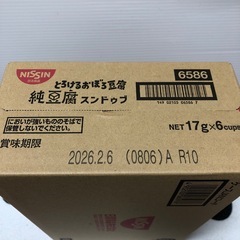 NISSIN
とろけるおぼろ豆腐
純豆腐 スンドゥブ
6586
NET 17g×6cups
においが強いもののそばで
保管しないでください。
賞味期限
2026.2.6 (0806)A R10